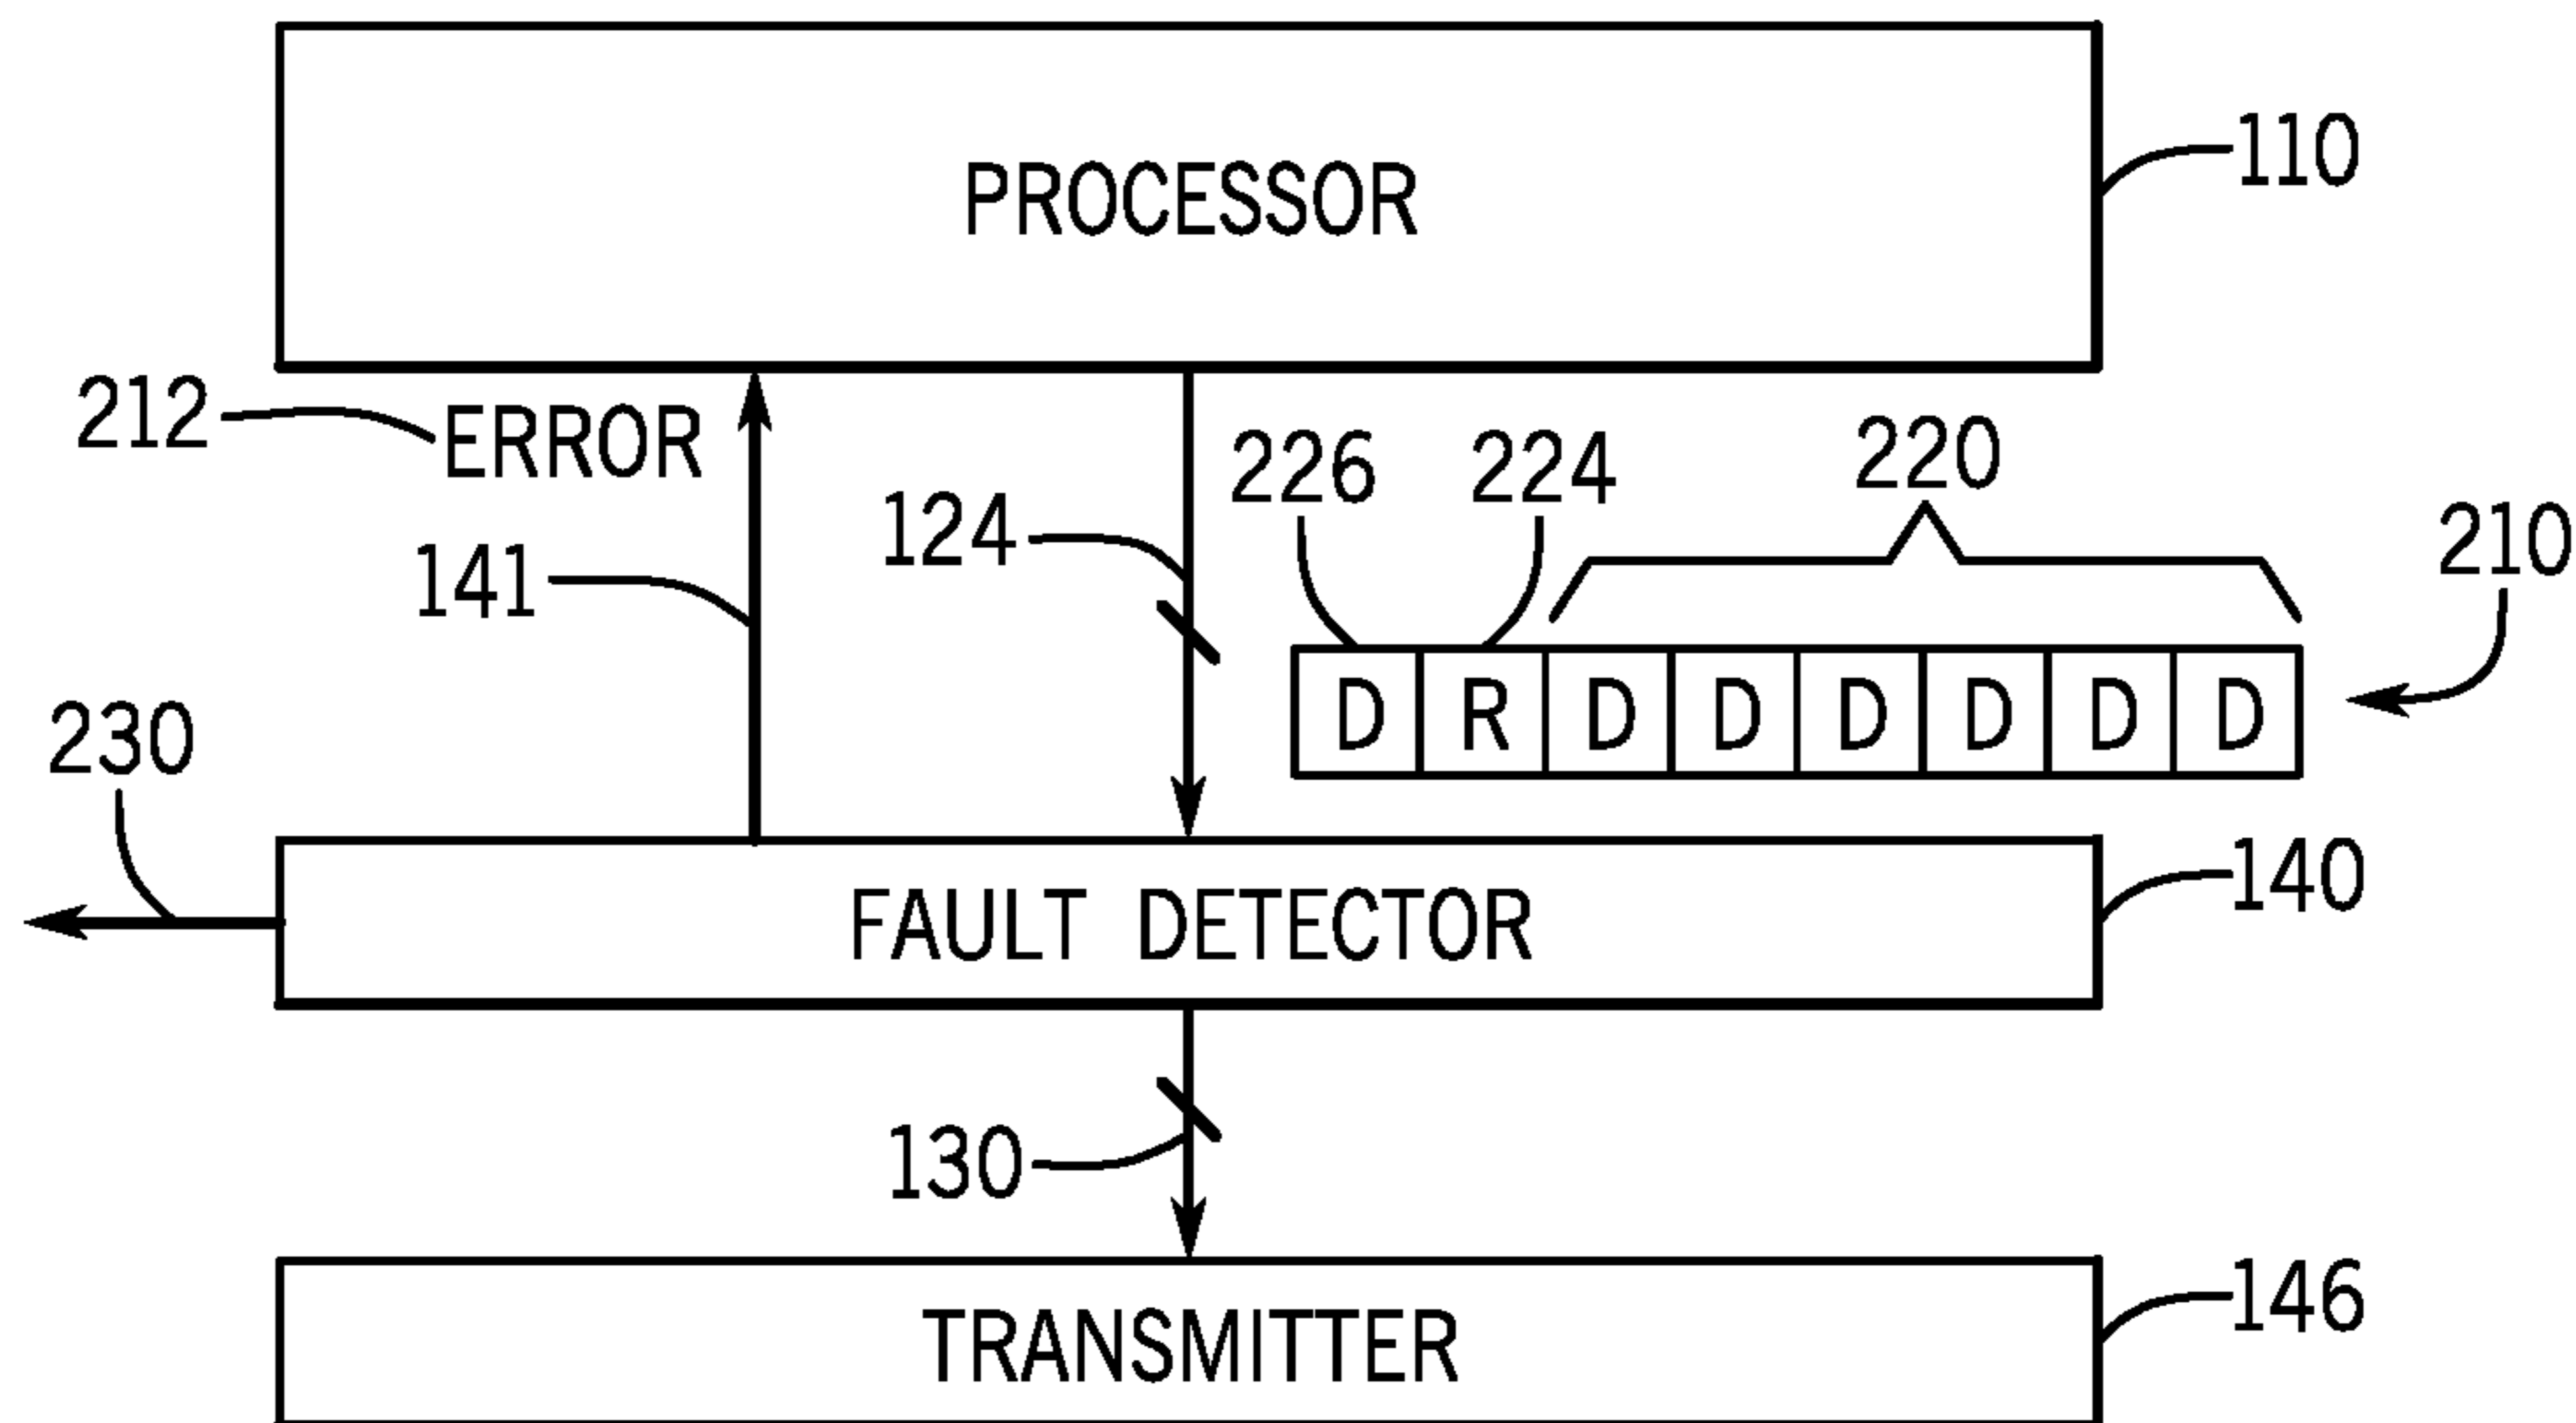 PROCESSOR
110
212
ERROR
226
224
220
210
124
141
D R D D D D D D
230
FAULT DETECTOR
140
130
TRANSMITTER
146